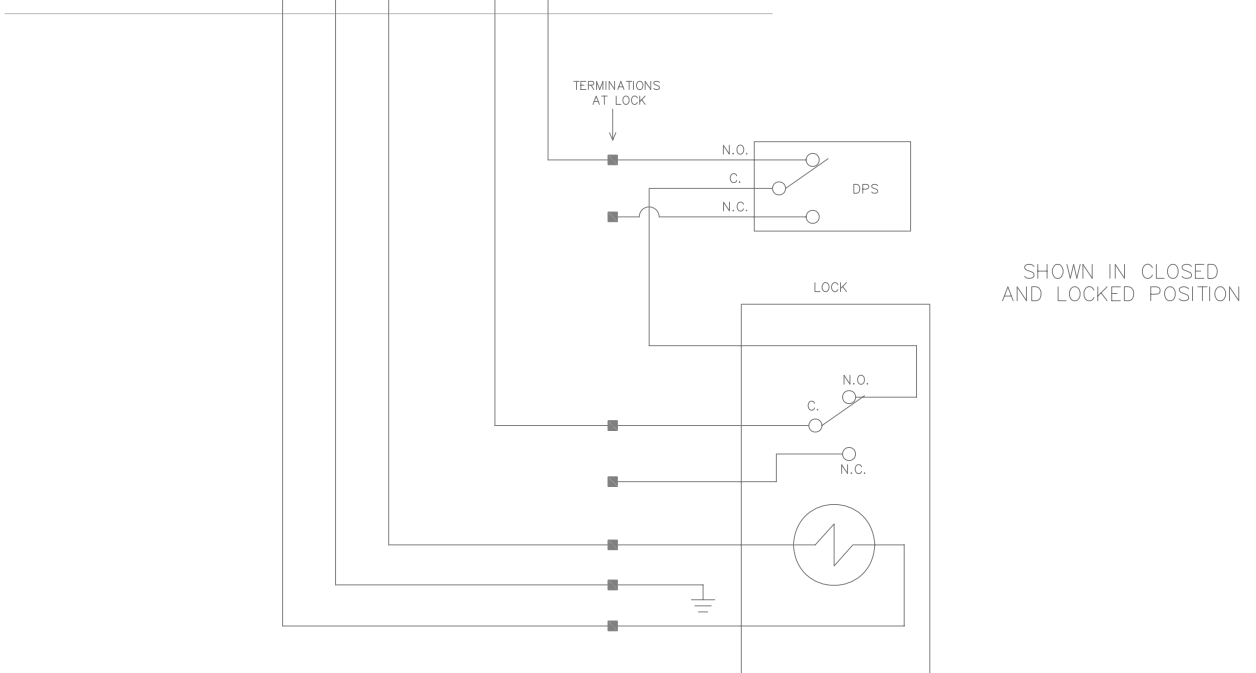 TERMINATIONS
AT LOCK
N.O.
C.
DPS
N.C.
SHOWN IN CLOSED
AND LOCKED POSITION
LOCK
N.O.
C.
N.C.